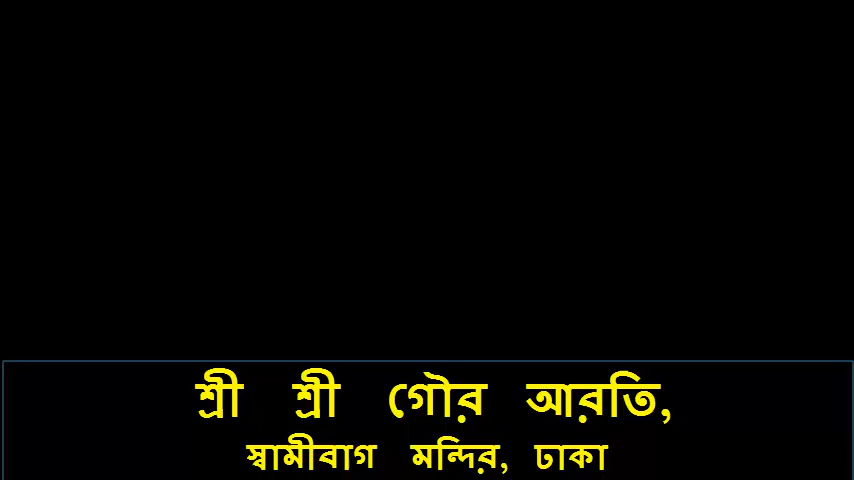 শ্রী শ্রী গৌর আরতি,
স্বামীবাগ মন্দির, ঢাকা